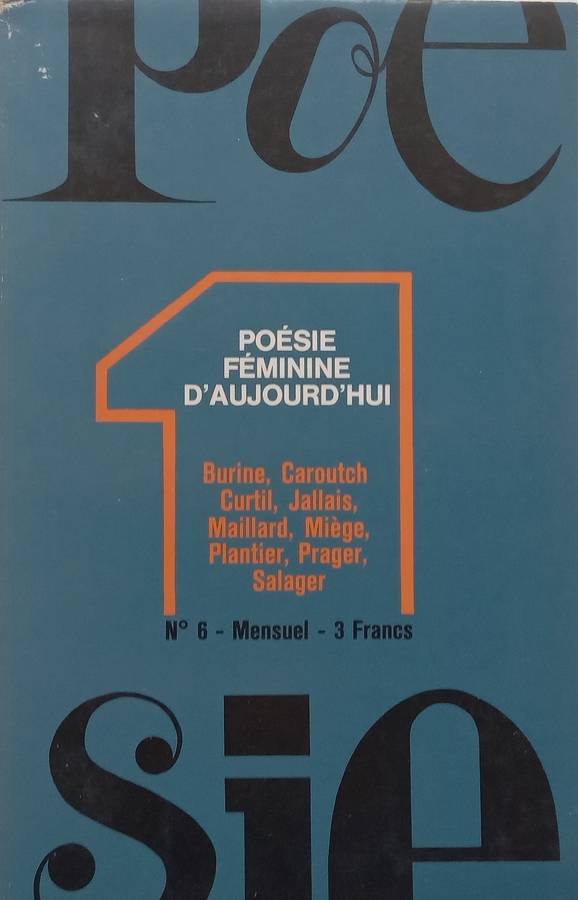 Poe
1
POÉSIE
FÉMININE
D'AUJOURD'HUI
Burine, Caroutch
Curtil, Jallais,
Maillard, Miège,
Plantier, Prager,
Salager
N° 6 - Mensuel - 3 Francs
sie